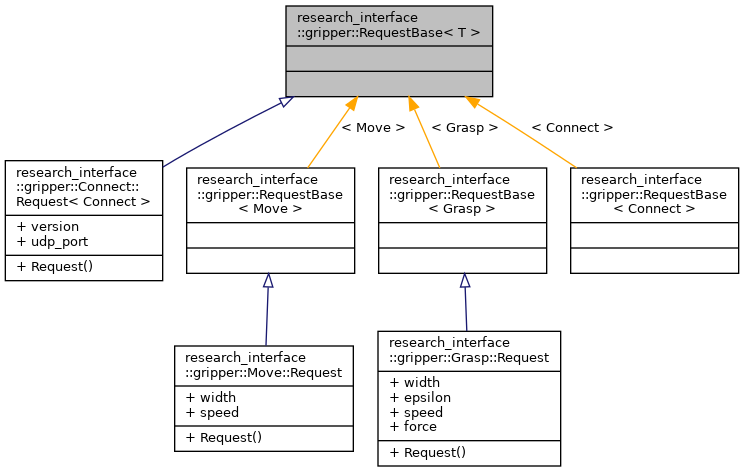 research_interface
::gripper::RequestBase< T >
< Move >
< Grasp >
< Connect >
research_interface
::gripper::Connect::
Request< Connect >
+ version
+ udp_port
+ Request()
research_interface
::gripper::RequestBase
< Move >
research_interface
::gripper::RequestBase
< Grasp >
research_interface
::gripper::RequestBase
< Connect >
research_interface
::gripper::Move::Request
+ width
+ speed
+ Request()
research_interface
::gripper::Grasp::Request
+ width
+ epsilon
+ speed
+ force
+ Request()